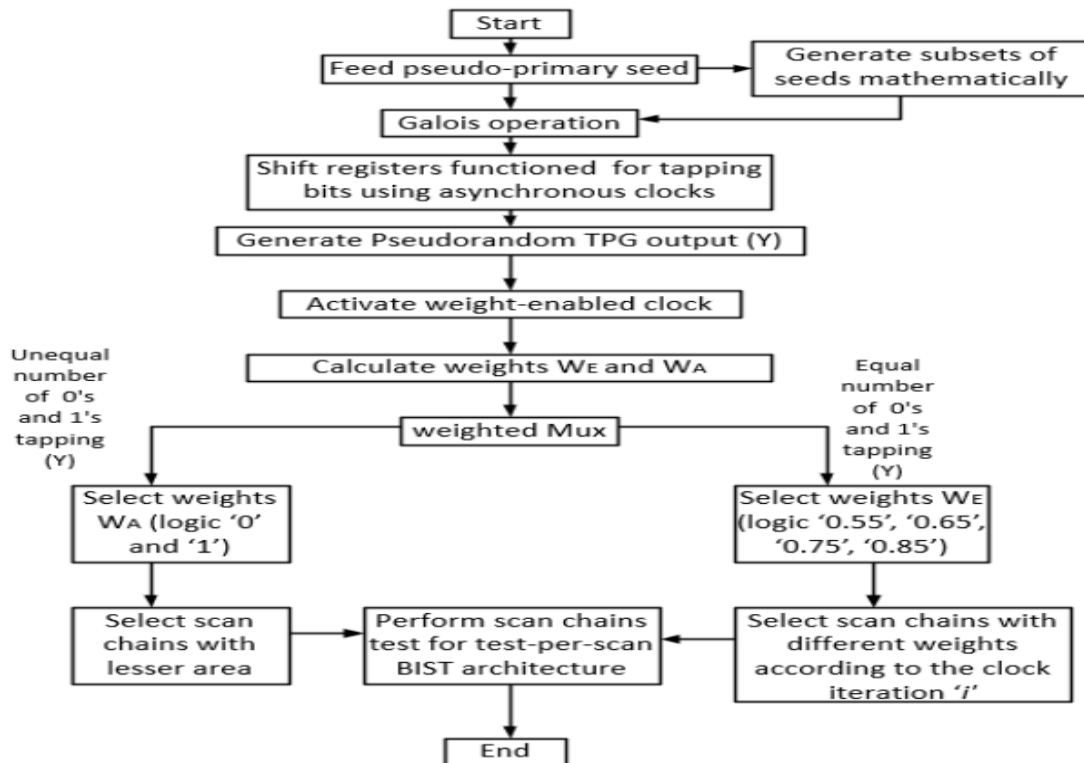 Start
Feed pseudo-primary seed
Generate subsets of
seeds mathematically
Galois operation
Shift registers functioned for tapping
bits using asynchronous clocks
Generate Pseudorandom TPG output (Y)
Activate weight-enabled clock
Calculate weights WE and WA
weighted Mux
Unequal
number
of 0's
and 1's
tapping
(Y)
Equal
number
of 0's
and 1's
tapping
(Y)
Select weights
WA (logic ‘0’
and ‘1’)
Select weights WE
(logic ‘0.55’, ‘0.65’,
‘0.75’, ‘0.85’)
Select scan
chains with
lesser area
Perform scan chains
test for test-per-scan
BIST architecture
Select scan chains with
different weights
according to the clock
iteration ‘i’
End